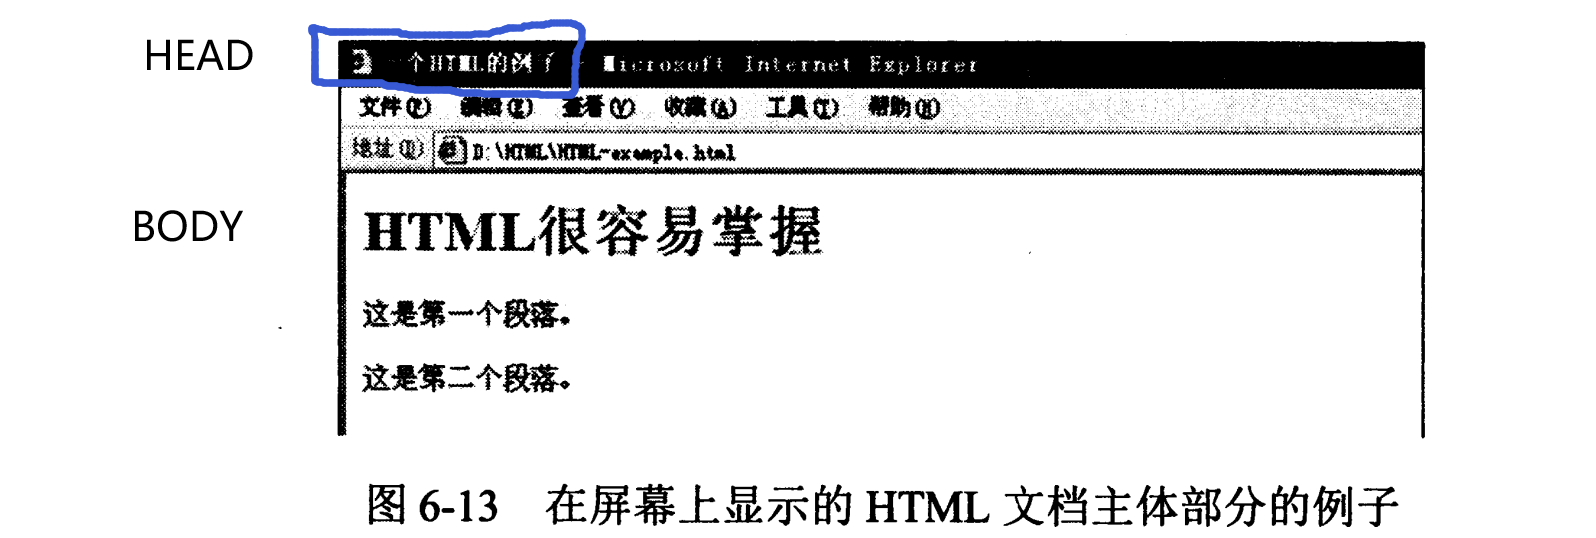 HEAD
一个HTML的例子 - Microsoft Internet Explorer
文件(F) 编辑(E) 查看(V) 收藏(A) 工具(T) 帮助(H)
地址(D) D:\HTML\HTML-example.html
BODY
HTML很容易掌握
这是第一个段落。
这是第二个段落。
图 6-13 在屏幕上显示的 HTML 文档主体部分的例子